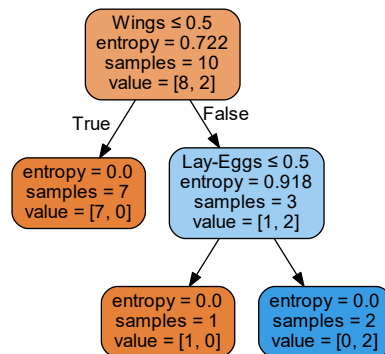 Wings ≤ 0.5
entropy = 0.722
samples = 10
value = [8, 2]
True
False
entropy = 0.0
samples = 7
value = [7, 0]
Lay-Eggs ≤ 0.5
entropy = 0.918
samples = 3
value = [1, 2]
entropy = 0.0
samples = 1
value = [1, 0]
entropy = 0.0
samples = 2
value = [0, 2]